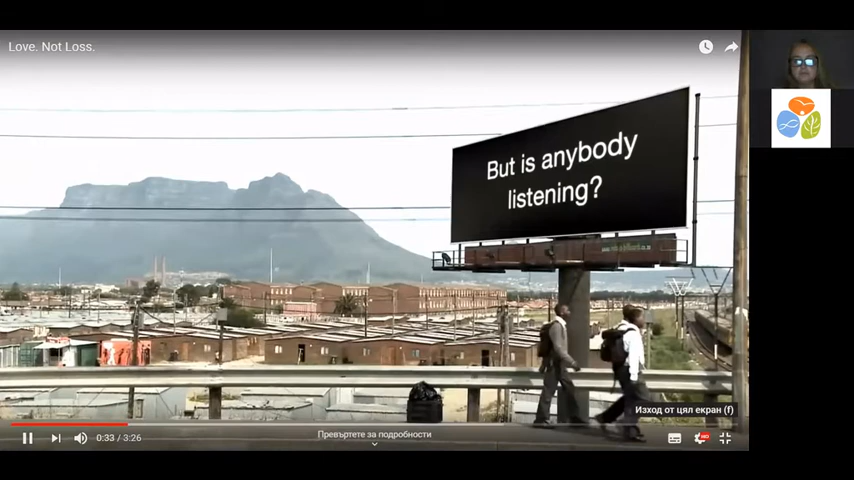 Love. Not Loss.
But is anybody
listening?
Изход от цял екран (f)
0:33 / 3:26
Превъртете за подробности